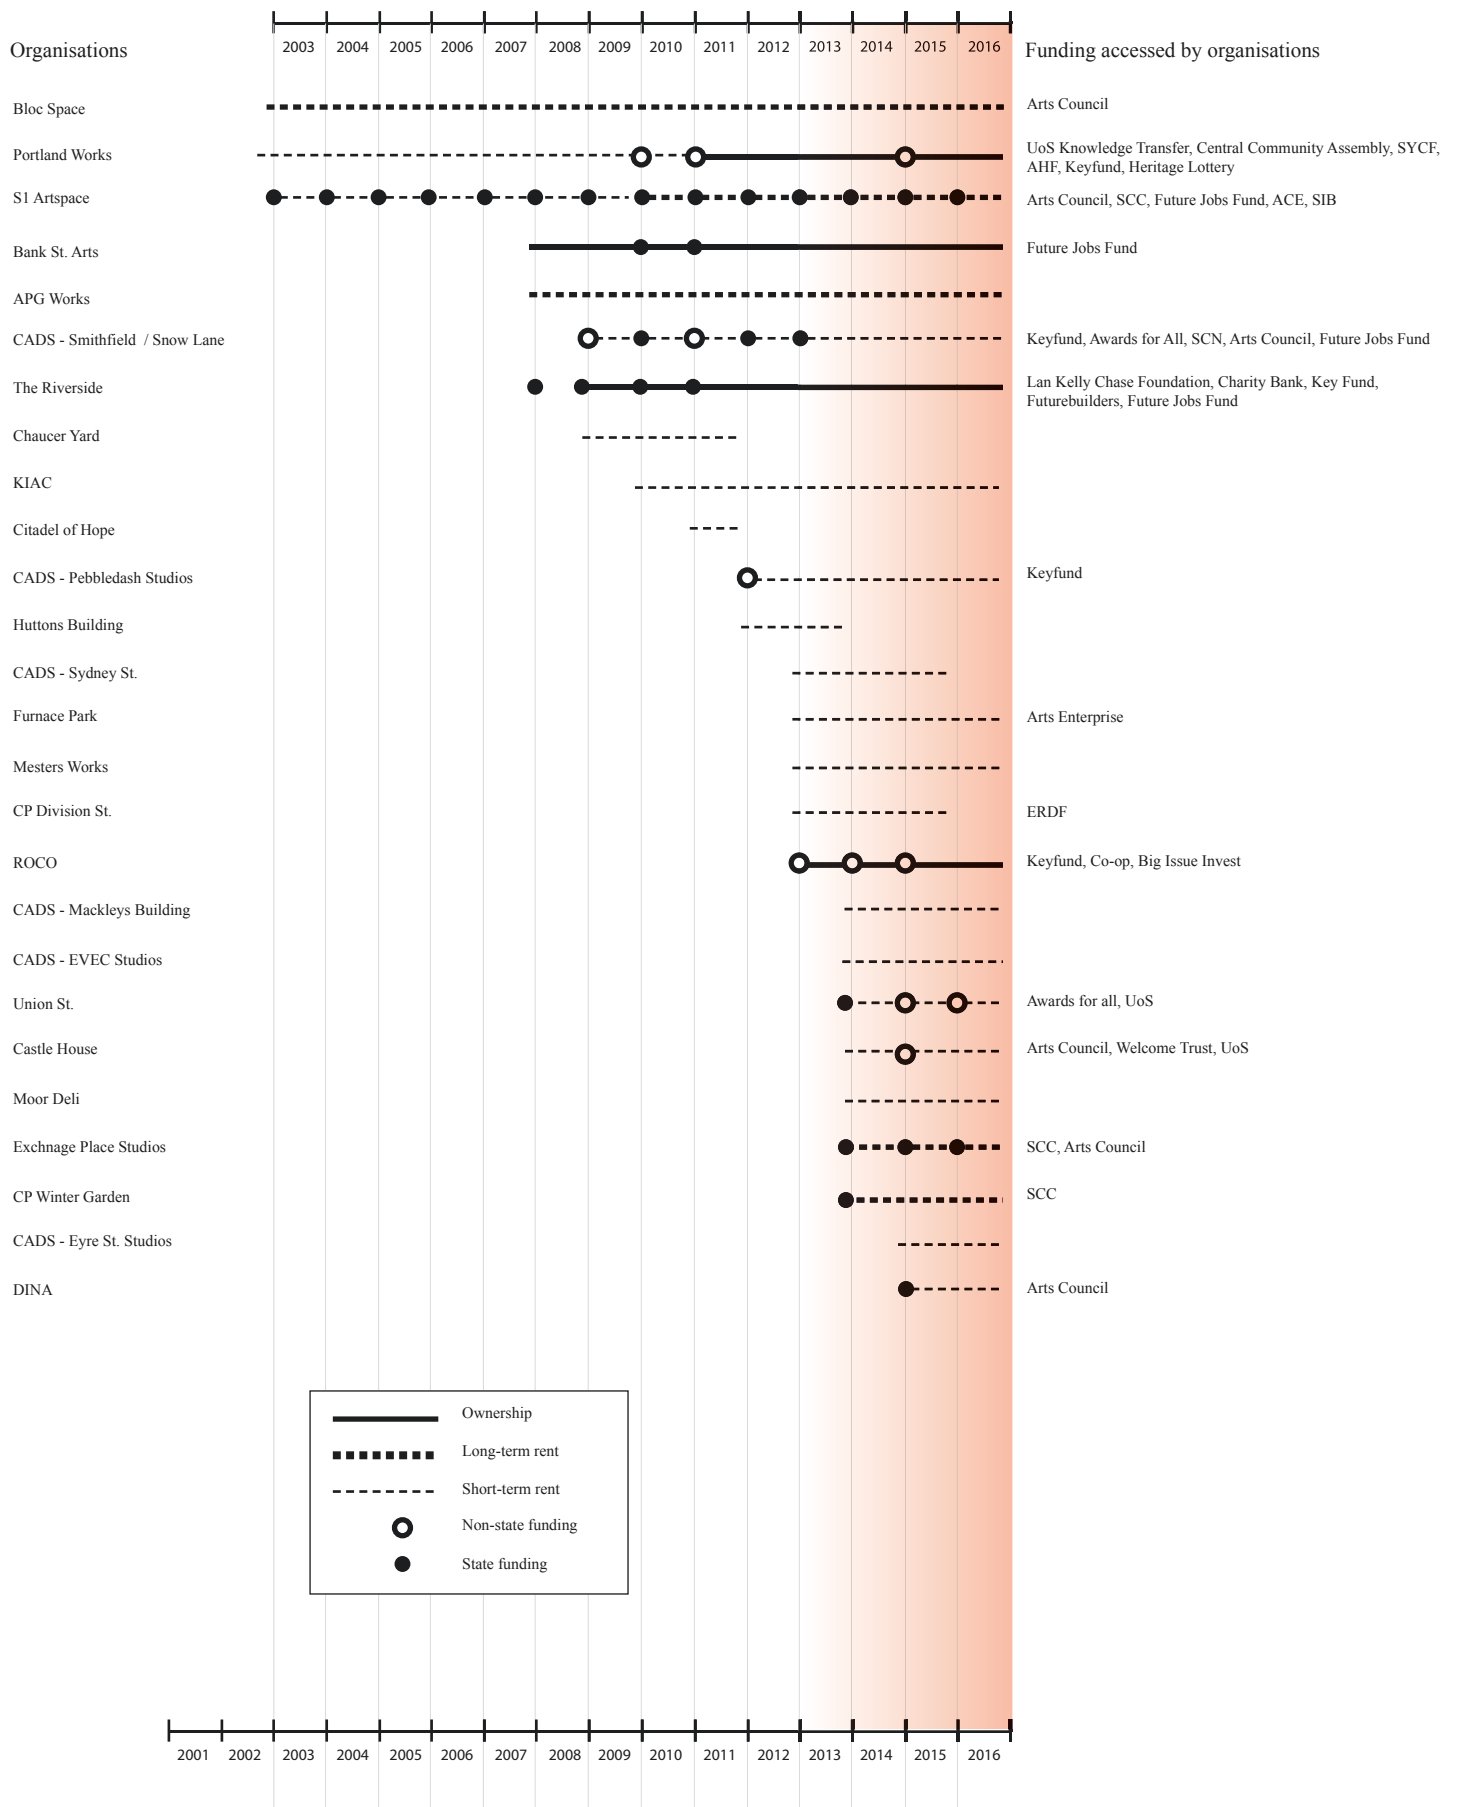 2003 2004 2005 2006 2007 2008 2009 2010 2011 2012 2013 2014 2015 2016
Organisations
Funding accessed by organisations
Bloc Space
Arts Council
Portland Works
UoS Knowledge Transfer, Central Community Assembly, SYCF,
AHF, Keyfund, Heritage Lottery
S1 Artspace
Arts Council, SCC, Future Jobs Fund, ACE, SIB
Bank St. Arts
Future Jobs Fund
APG Works
CADS - Smithfield / Snow Lane
Keyfund, Awards for All, SCN, Arts Council, Future Jobs Fund
The Riverside
Lan Kelly Chase Foundation, Charity Bank, Key Fund,
Futurebuilders, Future Jobs Fund
Chaucer Yard
KIAC
Citadel of Hope
CADS - Pebbledash Studios
Keyfund
Huttons Building
CADS - Sydney St.
Furnace Park
Arts Enterprise
Mesters Works
CP Division St.
ERDF
ROCO
Keyfund, Co-op, Big Issue Invest
CADS - Mackleys Building
CADS - EVEC Studios
Union St.
Awards for all, UoS
Castle House
Arts Council, Welcome Trust, UoS
Moor Deli
Exchnage Place Studios
SCC, Arts Council
CP Winter Garden
SCC
CADS - Eyre St. Studios
DINA
Arts Council
Ownership
Long-term rent
Short-term rent
Non-state funding
State funding
2001 2002 2003 2004 2005 2006 2007 2008 2009 2010 2011 2012 2013 2014 2015 2016